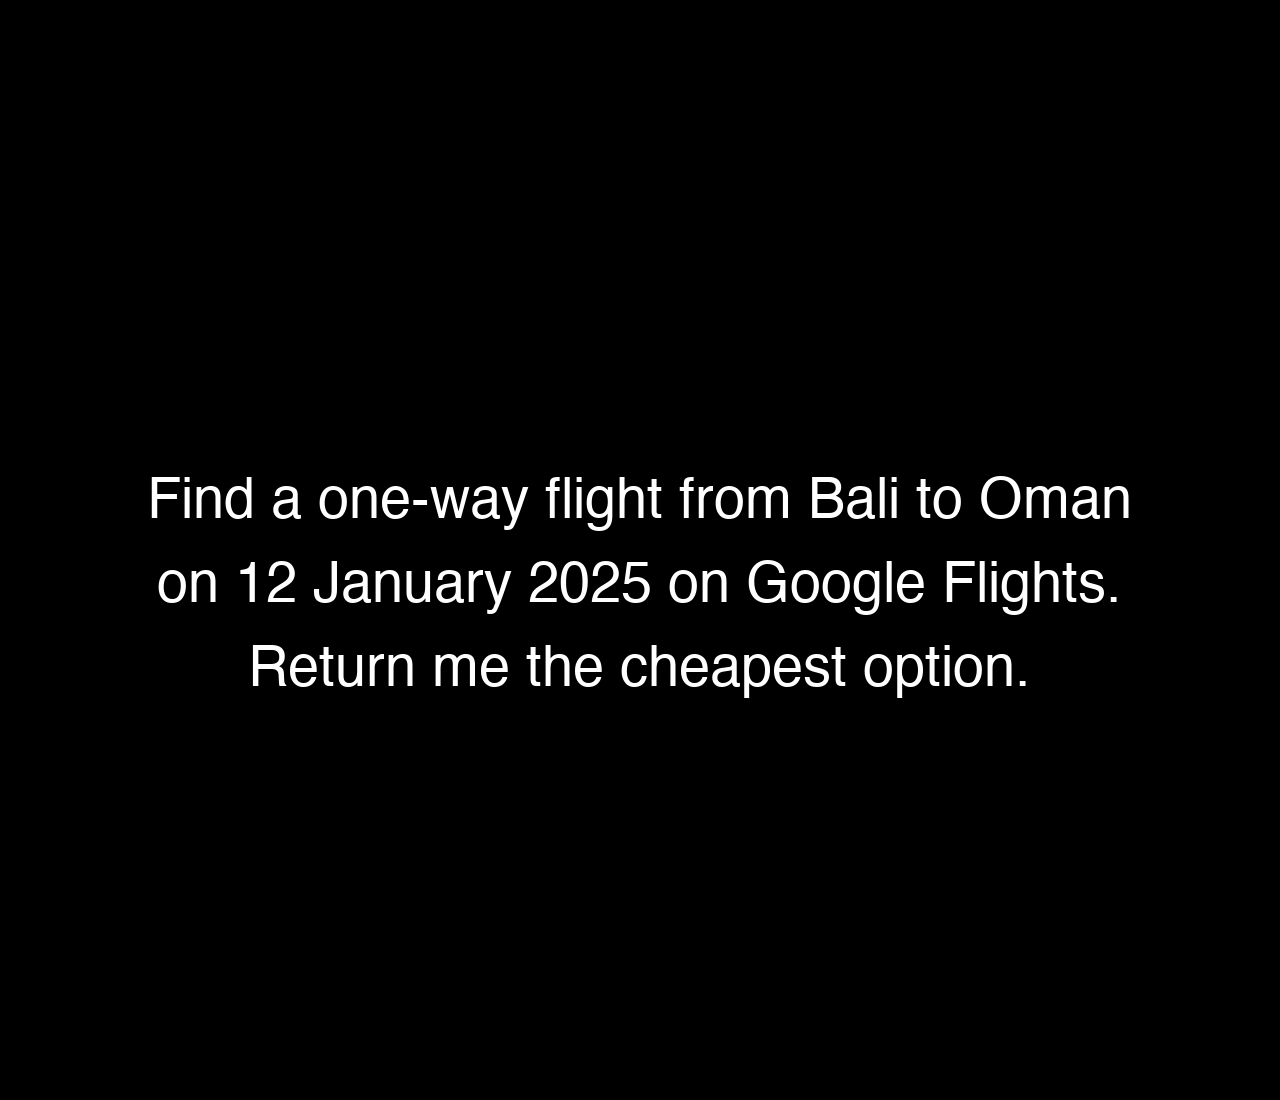 Find a one-way flight from Bali to Oman
on 12 January 2025 on Google Flights.
Return me the cheapest option.